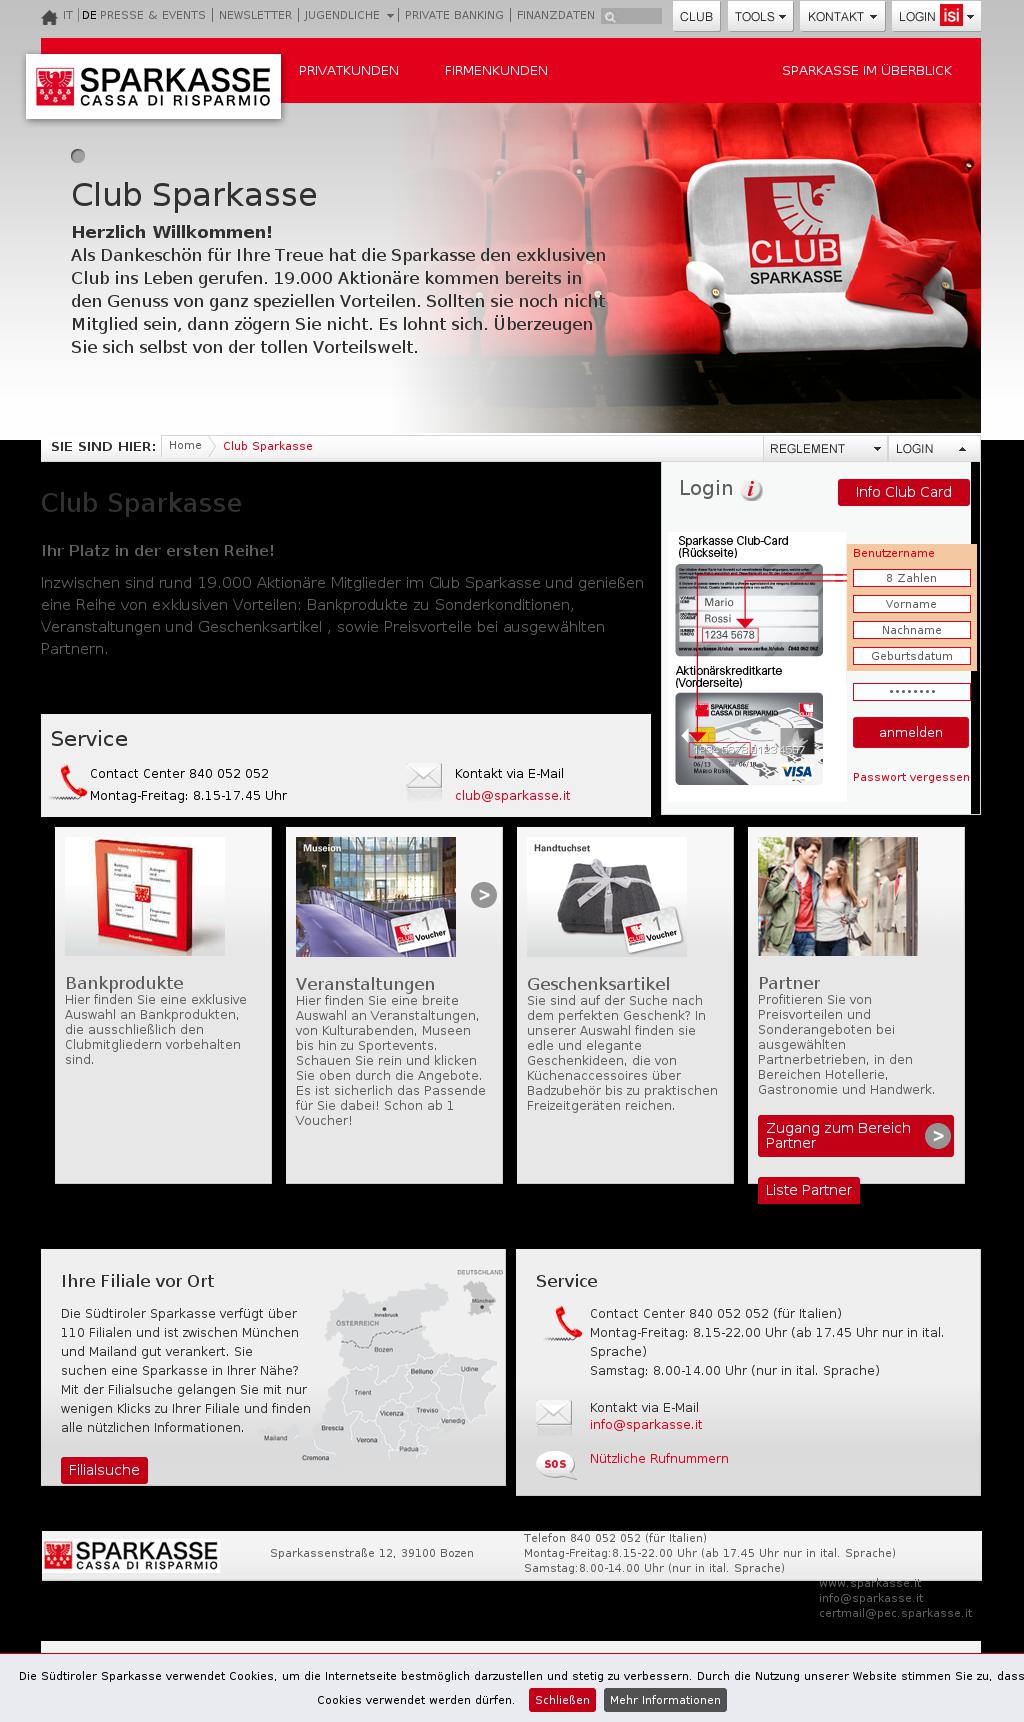 IT | DE PRESSE & EVENTS | NEWSLETTER | JUGENDLICHE | PRIVATE BANKING | FINANZDATEN
CLUB
TOOLS
KONTAKT
LOGIN isi
SPARKASSE
CASSA DI RISPARMIO
PRIVATKUNDEN
FIRMENKUNDEN
SPARKASSE IM ÜBERBLICK
Club Sparkasse
Herzlich Willkommen!
Als Dankeschön für Ihre Treue hat die Sparkasse den exklusiven
Club ins Leben gerufen. 19.000 Aktionäre kommen bereits in
den Genuss von ganz speziellen Vorteilen. Sollten sie noch nicht
Mitglied sein, dann zögern Sie nicht. Es lohnt sich. Überzeugen
Sie sich selbst von der tollen Vorteilswelt.
CLUB
SPARKASSE
SIE SIND HIER:
Home
Club Sparkasse
REGLEMENT
LOGIN
Club Sparkasse
Ihr Platz in der ersten Reihe!
Inzwischen sind rund 19.000 Aktionäre Mitglieder im Club Sparkasse und genießen
eine Reihe von exklusiven Vorteilen: Bankprodukte zu Sonderkonditionen,
Veranstaltungen und Geschenksartikel , sowie Preisvorteile bei ausgewählten
Partnern.
Login i
Info Club Card
Sparkasse Club-Card
(Rückseite)
Mario
Rossi
1234 5678
www.sparkasse.it/club
Aktionärskreditkarte
(Vorderseite)
SPARKASSE
CASSA DI RISPARMIO
MARIO ROSSI
VISA
Benutzername
8 Zahlen
Vorname
Nachname
Geburtsdatum
••••••••
anmelden
Passwort vergessen
Service
Contact Center 840 052 052
Montag-Freitag: 8.15-17.45 Uhr
Kontakt via E-Mail
club@sparkasse.it
Bankprodukte
Hier finden Sie eine exklusive
Auswahl an Bankprodukten,
die ausschließlich den
Clubmitgliedern vorbehalten
sind.
Museion
1
Voucher
>
Veranstaltungen
Hier finden Sie eine breite
Auswahl an Veranstaltungen,
von Kulturabenden, Museen
bis hin zu Sportevents.
Schauen Sie rein und klicken
Sie oben durch die Angebote.
Es ist sicherlich das Passende
für Sie dabei! Schon ab 1
Voucher!
Handtuchset
1
Voucher
Geschenksartikel
Sie sind auf der Suche nach
dem perfekten Geschenk? In
unserer Auswahl finden sie
edle und elegante
Geschenkideen, die von
Küchenaccessoires über
Badzubehör bis zu praktischen
Freizeitgeräten reichen.
Partner
Profitieren Sie von
Preisvorteilen und
Sonderangeboten bei
ausgewählten
Partnerbetrieben, in den
Bereichen Hotellerie,
Gastronomie und Handwerk.
Zugang zum Bereich
Partner
>
Liste Partner
Ihre Filiale vor Ort
Die Südtiroler Sparkasse verfügt über
110 Filialen und ist zwischen München
und Mailand gut verankert. Sie
suchen eine Sparkasse in Ihrer Nähe?
Mit der Filialsuche gelangen Sie mit nur
wenigen Klicks zu Ihrer Filiale und finden
alle nützlichen Informationen.
Filialsuche
DEUTSCHLAND
München
Innsbruck
ÖSTERREICH
Bozen
Belluno
Udine
Trient
Vicenza
Treviso
Venedig
Brescia
Verona
Padua
Mailand
Cremona
Service
Contact Center 840 052 052 (für Italien)
Montag-Freitag: 8.15-22.00 Uhr (ab 17.45 Uhr nur in ital.
Sprache)
Samstag: 8.00-14.00 Uhr (nur in ital. Sprache)
Kontakt via E-Mail
info@sparkasse.it
SOS
Nützliche Rufnummern
SPARKASSE
CASSA DI RISPARMIO
Sparkassenstraße 12, 39100 Bozen
Telefon 840 052 052 (für Italien)
Montag-Freitag:8.15-22.00 Uhr (ab 17.45 Uhr nur in ital. Sprache)
Samstag:8.00-14.00 Uhr (nur in ital. Sprache)
www.sparkasse.it
info@sparkasse.it
certmail@pec.sparkasse.it
Die Südtiroler Sparkasse verwendet Cookies, um die Internetseite bestmöglich darzustellen und stetig zu verbessern. Durch die Nutzung unserer Website stimmen Sie zu, dass
Cookies verwendet werden dürfen.
Schließen
Mehr Informationen